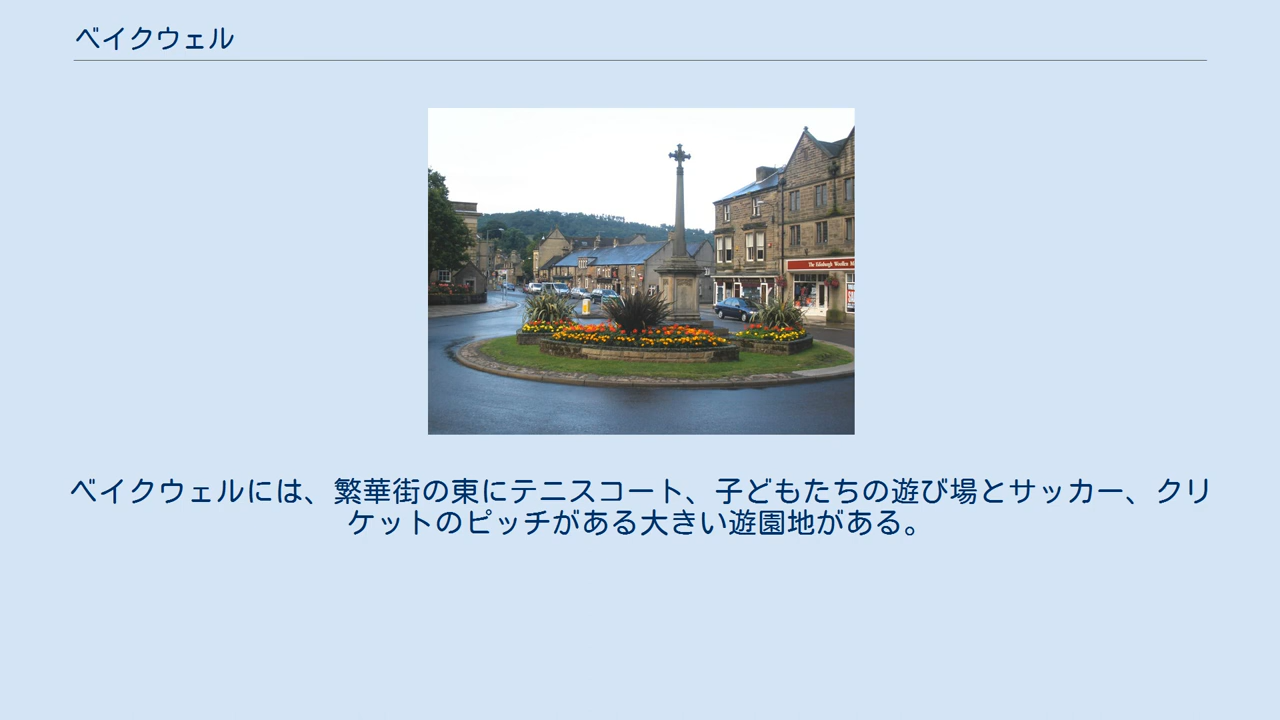 ベイクウェル
The Edinburgh Woollen M
ベイクウェルには、繁華街の東にテニスコート、子どもたちの遊び場とサッカー、クリ
ケットのピッチがある大きい遊園地がある。